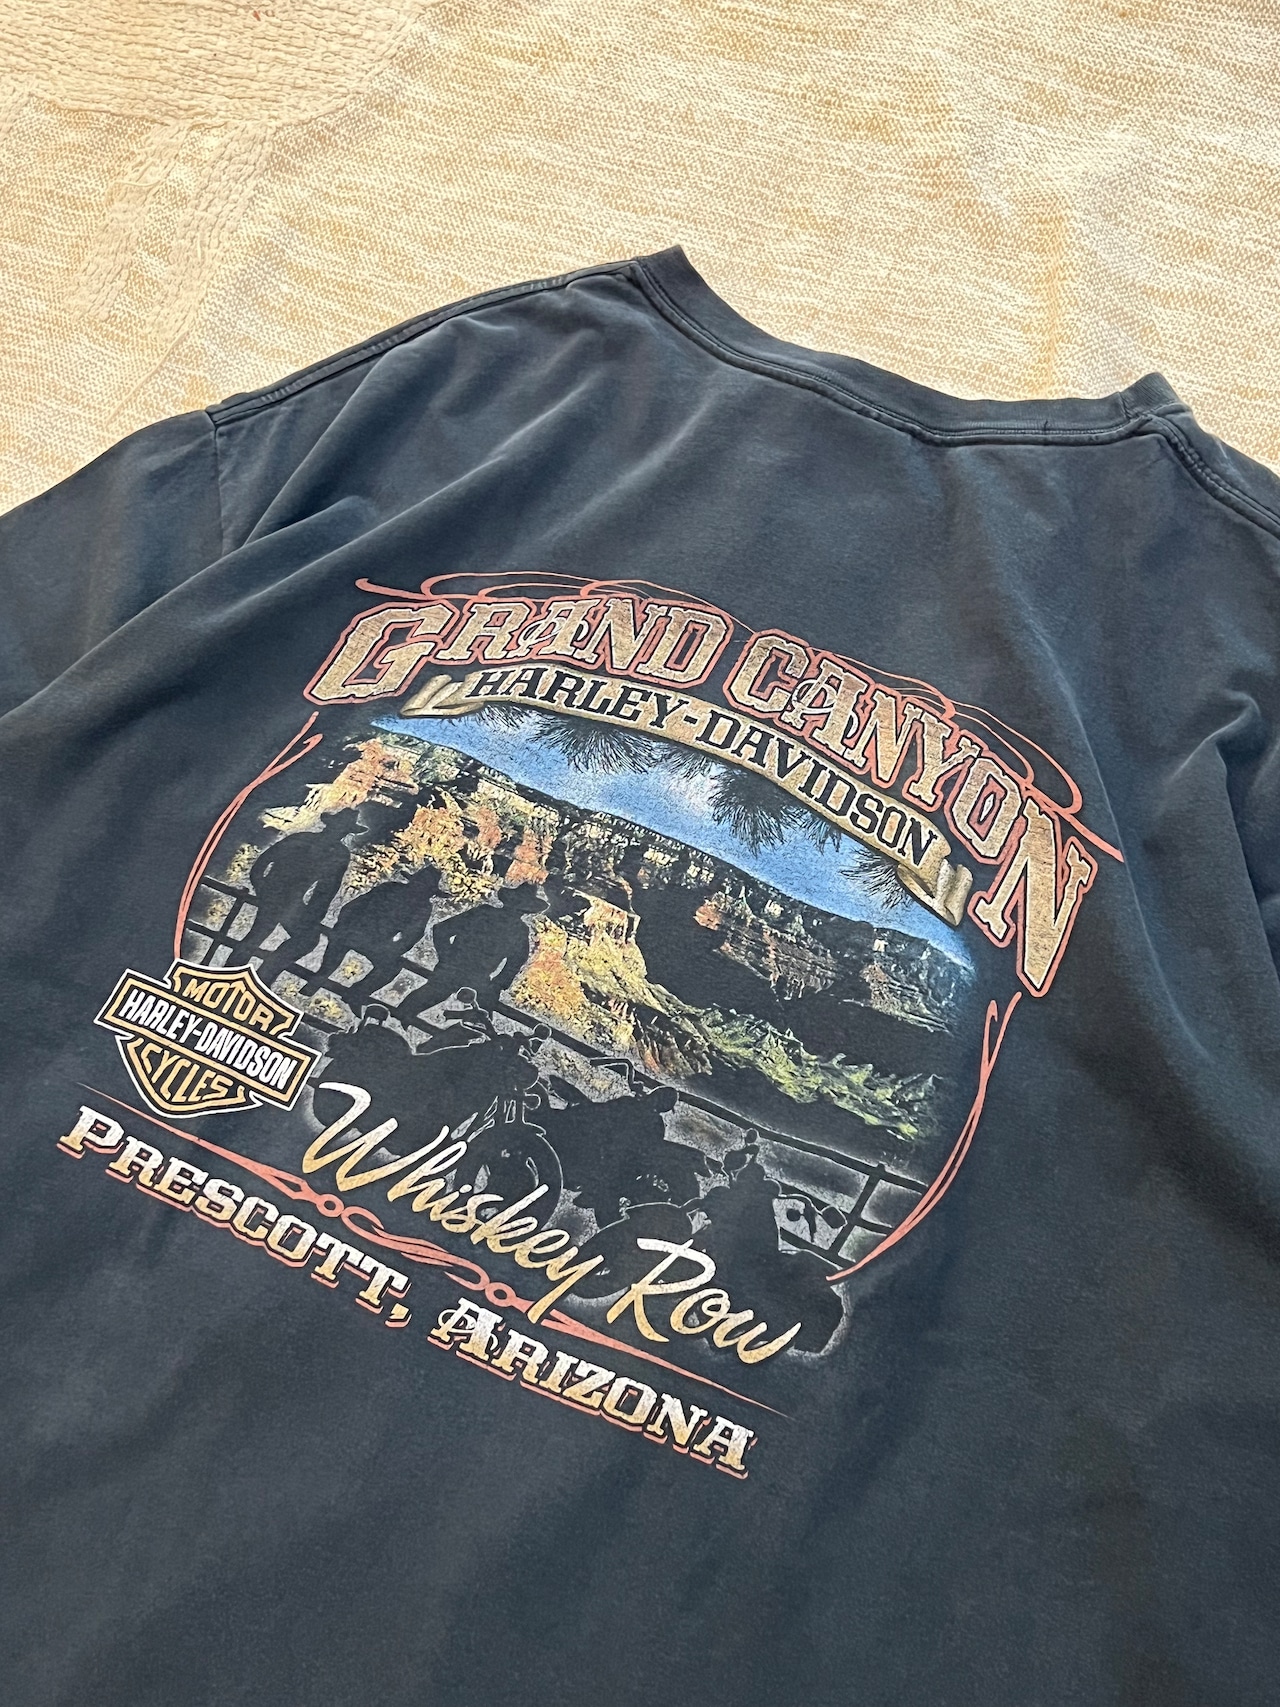 GRAND CANYON
HARLEY-DAVIDSON
MOTOR
HARLEY-DAVIDSON
CYCLES
Whiskey Row
PRESCOTT, ARIZONA